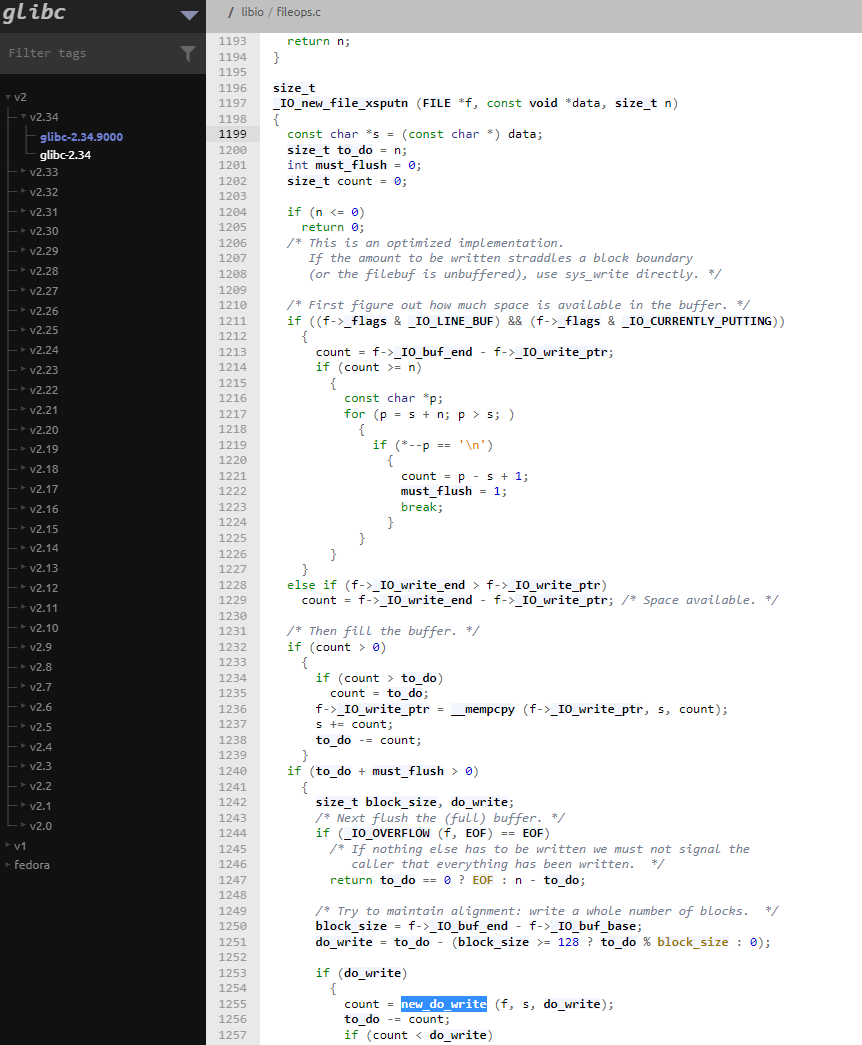 glibc
/ libio / fileops.c
Filter tags
v2
v2.34
glibc-2.34.9000
glibc-2.34
v2.33
v2.32
v2.31
v2.30
v2.29
v2.28
v2.27
v2.26
v2.25
v2.24
v2.23
v2.22
v2.21
v2.20
v2.19
v2.18
v2.17
v2.16
v2.15
v2.14
v2.13
v2.12
v2.11
v2.10
v2.9
v2.8
v2.7
v2.6
v2.5
v2.4
v2.3
v2.2
v2.1
v2.0
v1
fedora
1193 return n;
1194 }
1195
1196 size_t
1197 _IO_new_file_xsputn (FILE *f, const void *data, size_t n)
1198 {
1199 const char *s = (const char *) data;
1200 size_t to_do = n;
1201 int must_flush = 0;
1202 size_t count = 0;
1203
1204 if (n <= 0)
1205 return 0;
1206 /* This is an optimized implementation.
1207 If the amount to be written straddles a block boundary
1208 (or the filebuf is unbuffered), use sys_write directly. */
1209
1210 /* First figure out how much space is available in the buffer. */
1211 if ((f->_flags & _IO_LINE_BUF) && (f->_flags & _IO_CURRENTLY_PUTTING))
1212 {
1213 count = f->_IO_buf_end - f->_IO_write_ptr;
1214 if (count >= n)
1215 {
1216 const char *p;
1217 for (p = s + n; p > s; )
1218 {
1219 if (*--p == '\n')
1220 {
1221 count = p - s + 1;
1222 must_flush = 1;
1223 break;
1224 }
1225 }
1226 }
1227 }
1228 else if (f->_IO_write_end > f->_IO_write_ptr)
1229 count = f->_IO_write_end - f->_IO_write_ptr; /* Space available. */
1230
1231 /* Then fill the buffer. */
1232 if (count > 0)
1233 {
1234 if (count > to_do)
1235 count = to_do;
1236 f->_IO_write_ptr = __mempcpy (f->_IO_write_ptr, s, count);
1237 s += count;
1238 to_do -= count;
1239 }
1240 if (to_do + must_flush > 0)
1241 {
1242 size_t block_size, do_write;
1243 /* Next flush the (full) buffer. */
1244 if (_IO_OVERFLOW (f, EOF) == EOF)
1245 /* If nothing else has to be written we must not signal the
1246 caller that everything has been written. */
1247 return to_do == 0 ? EOF : n - to_do;
1248
1249 /* Try to maintain alignment: write a whole number of blocks. */
1250 block_size = f->_IO_buf_end - f->_IO_buf_base;
1251 do_write = to_do - (block_size >= 128 ? to_do % block_size : 0);
1252
1253 if (do_write)
1254 {
1255 count = new_do_write (f, s, do_write);
1256 to_do -= count;
1257 if (count < do_write)